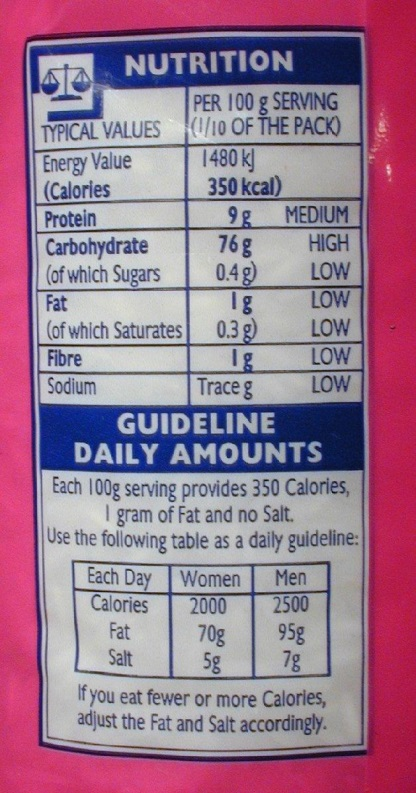 NUTRITION
TYPICAL VALUES
PER 100 g SERVING
(1/10 OF THE PACK)
Energy Value 1480 kJ
(Calories 350 kcal)
Protein 9 g MEDIUM
Carbohydrate 76 g HIGH
(of which Sugars 0.4 g) LOW
Fat 1 g LOW
(of which Saturates 0.3 g) LOW
Fibre 1 g LOW
Sodium Trace g LOW
GUIDELINE
DAILY AMOUNTS
Each 100g serving provides 350 Calories,
1 gram of Fat and no Salt.
Use the following table as a daily guideline:
Each Day Women Men
Calories 2000 2500
Fat 70g 95g
Salt 5g 7g
If you eat fewer or more Calories,
adjust the Fat and Salt accordingly.